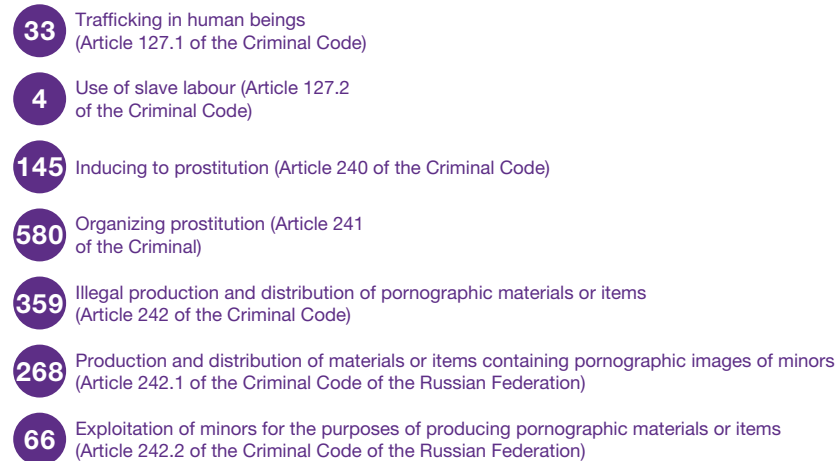 33
Trafficking in human beings
(Article 127.1 of the Criminal Code)
4
Use of slave labour (Article 127.2
of the Criminal Code)
145
Inducing to prostitution (Article 240 of the Criminal Code)
580
Organizing prostitution (Article 241
of the Criminal)
359
Illegal production and distribution of pornographic materials or items
(Article 242 of the Criminal Code)
268
Production and distribution of materials or items containing pornographic images of minors
(Article 242.1 of the Criminal Code of the Russian Federation)
66
Exploitation of minors for the purposes of producing pornographic materials or items
(Article 242.2 of the Criminal Code of the Russian Federation)